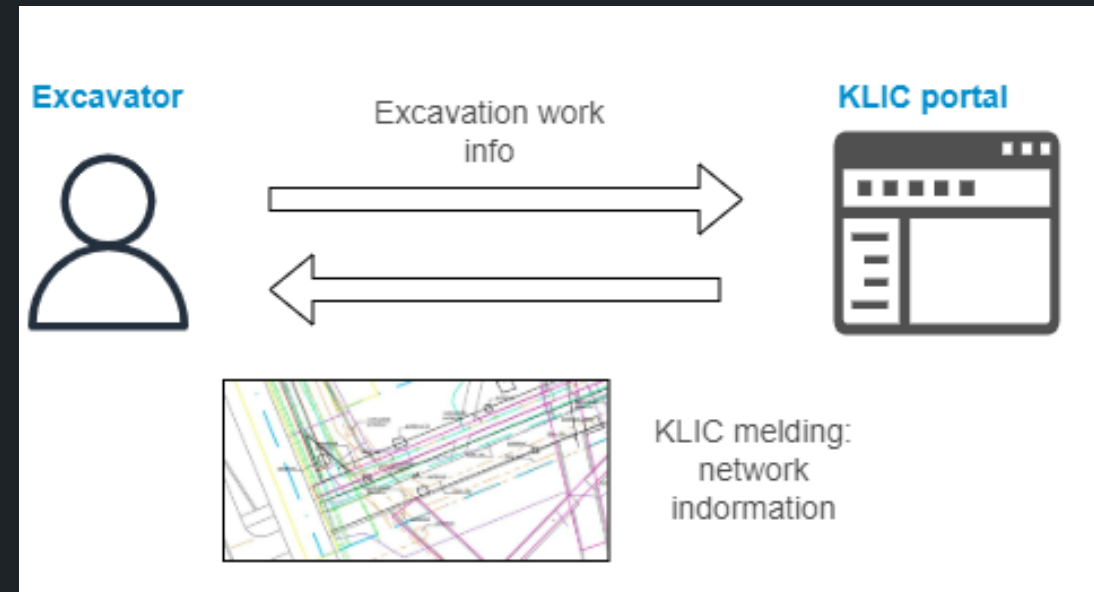 Excavator
Excavation work
info
KLIC portal
KLIC melding:
network
indormation